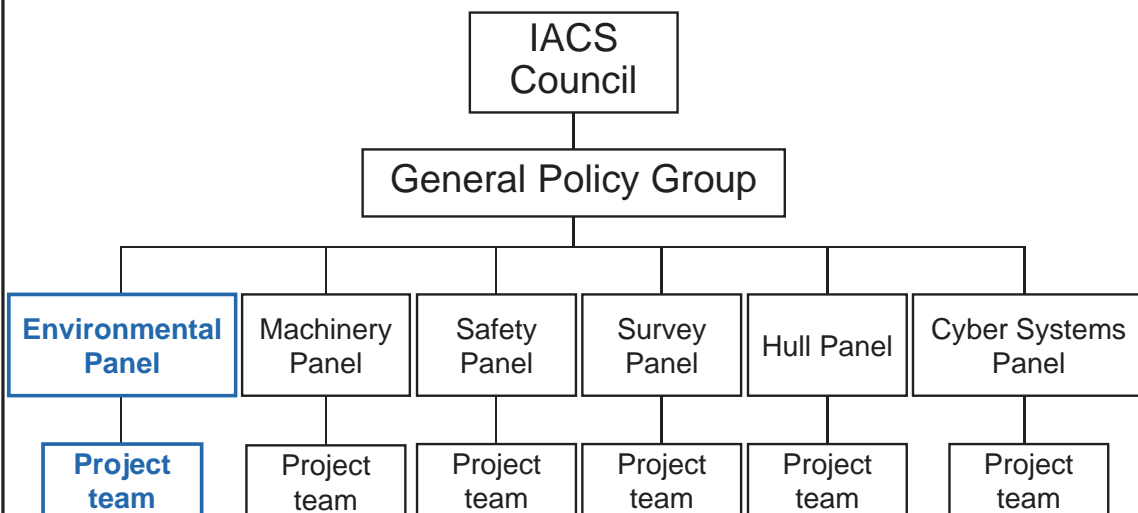 IACS
Council
General Policy Group
Environmental
Panel
Machinery
Panel
Safety
Panel
Survey
Panel
Hull Panel
Cyber Systems
Panel
Project
team
Project
team
Project
team
Project
team
Project
team
Project
team